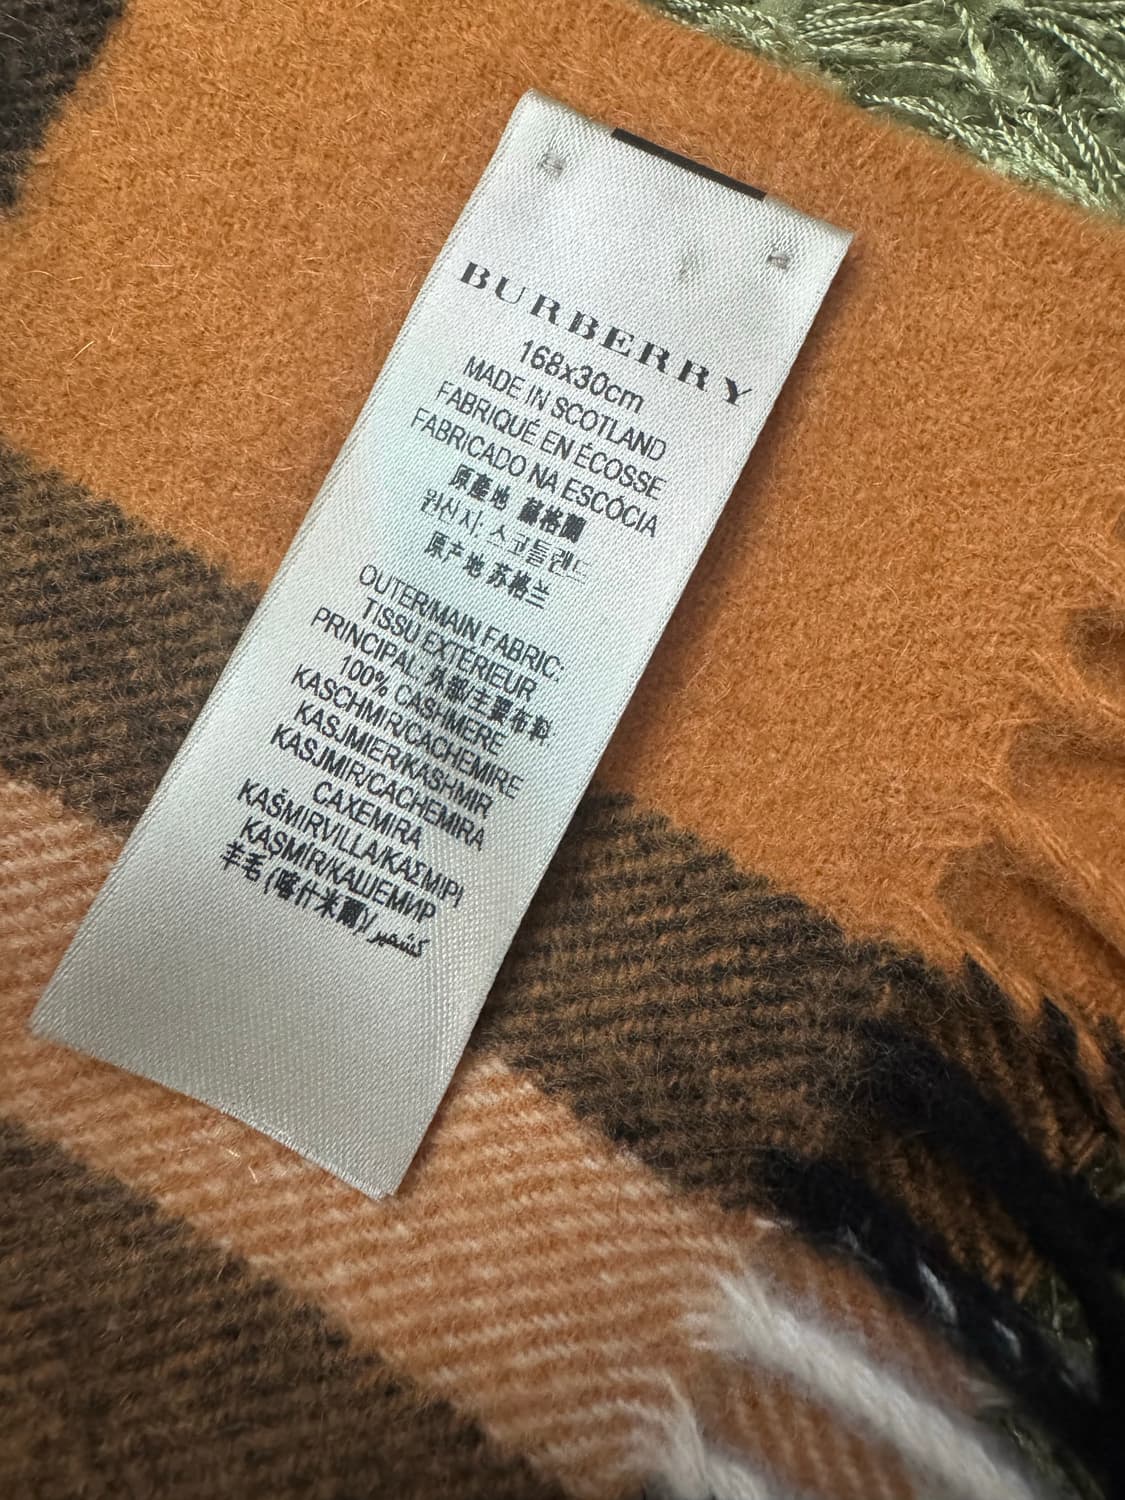 BURBERRY
168x30cm
MADE IN SCOTLAND
FABRIQUÉ EN ÉCOSSE
FABRICADO NA ESCÓCIA
原產地 蘇格蘭
원산지: 스코틀랜드
原产地 苏格兰
OUTER/MAIN FABRIC:
TISSU EXTÉRIEUR
PRINCIPAL: 外部/主要布料
100% CASHMERE
KASCHMIR/CACHEMIRE
KASJMIER/KASHMIR
KASJMIR/CACHEMIRA
CAXEMIRA
KAŠMIRVILLA/ΚΑΣΜΙΡΙ
KAŞMIR/КАШЕМИР
羊毛 (喀什米爾)/ كشمير